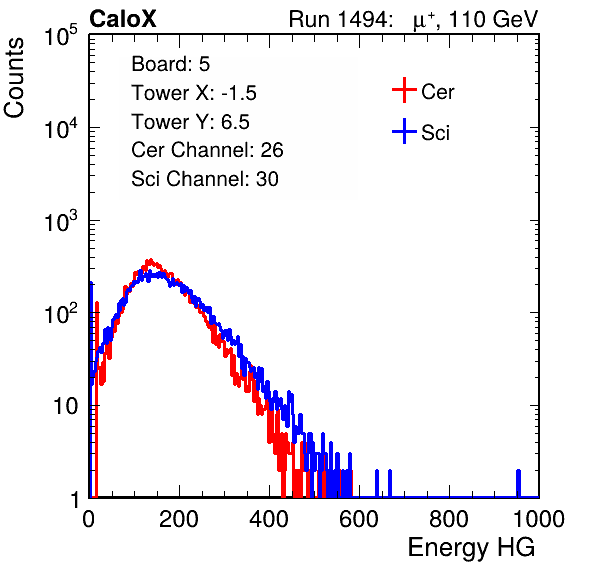 CaloX Run 1494: μ⁺, 110 GeV
Counts
10⁵
10⁴
10³
10²
10
1
Board: 5
Tower X: -1.5
Tower Y: 6.5
Cer Channel: 26
Sci Channel: 30
Cer
Sci
0 200 400 600 800 1000
Energy HG